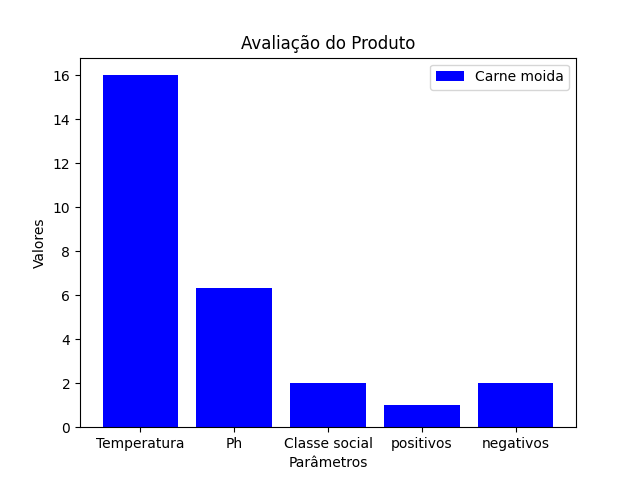 Avaliação do Produto
Carne moida
16
14
12
10
8
6
4
2
0
Valores
Temperatura
Ph
Classe social
positivos
negativos
Parâmetros